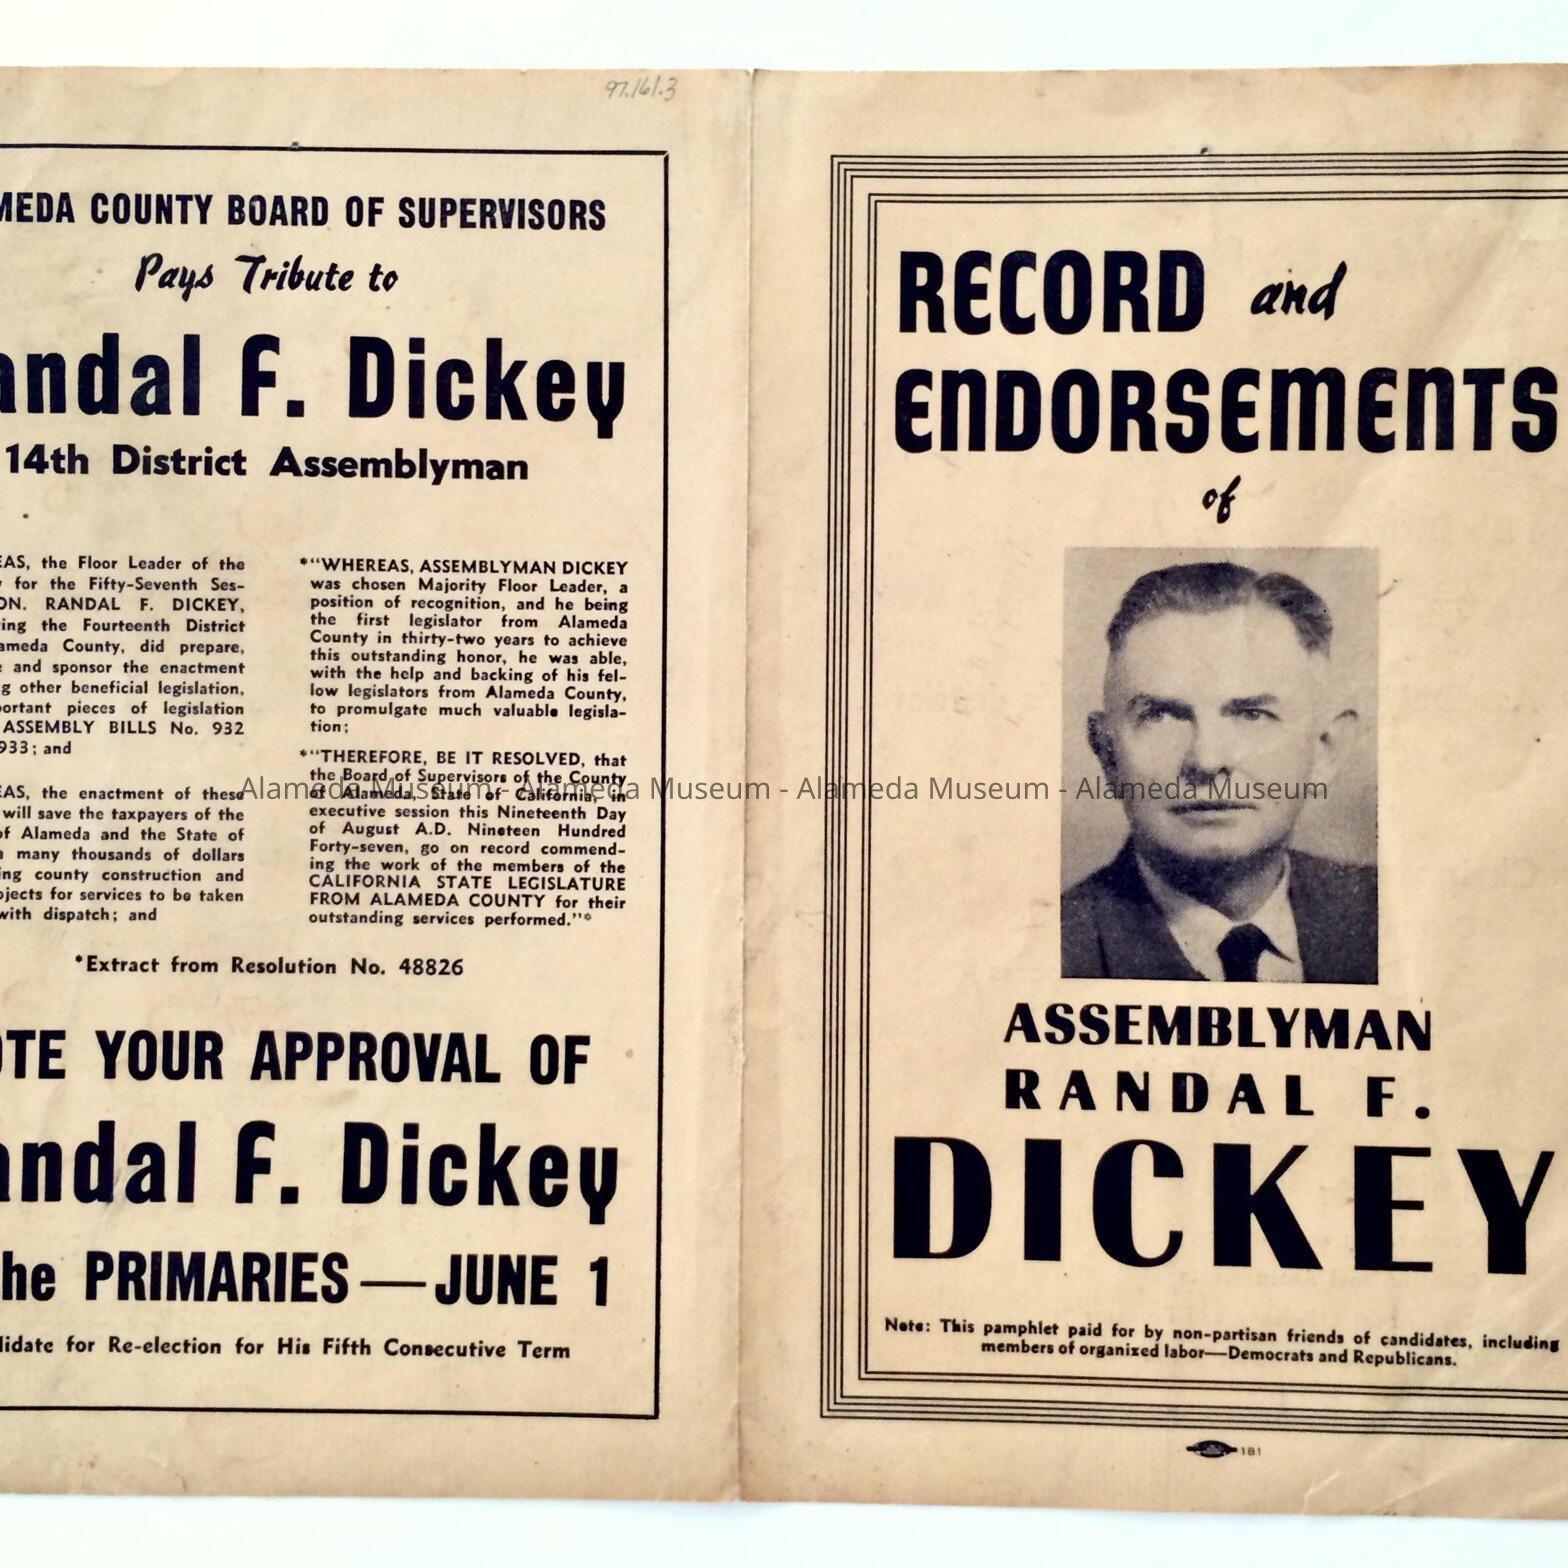 97.161.3
MEDA COUNTY BOARD OF SUPERVISORS
Pays Tribute to
andal F. Dickey
14th District Assemblyman
EAS, the Floor Leader of the
for the Fifty-Seventh Ses-
ON. RANDAL F. DICKEY,
ing the Fourteenth District
ameda County, did prepare,
and sponsor the enactment
g other beneficial legislation,
portant pieces of legislation
ASSEMBLY BILLS No. 932
933; and
EAS, the enactment of these
will save the taxpayers of the
of Alameda and the State of
many thousands of dollars
ing county construction and
ojects for services to be taken
with dispatch; and
*"WHEREAS, ASSEMBLYMAN DICKEY
was chosen Majority Floor Leader, a
position of recognition, and he being
the first legislator from Alameda
County in thirty-two years to achieve
this outstanding honor, he was able,
with the help and backing of his fel-
low legislators from Alameda County,
to promulgate much valuable legisla-
tion;
*"THEREFORE, BE IT RESOLVED, that
the Board of Supervisors of the County
of Alameda, State of California, in
executive session this Nineteenth Day
of August A.D. Nineteen Hundred
Forty-seven, go on record commend-
ing the work of the members of the
CALIFORNIA STATE LEGISLATURE
FROM ALAMEDA COUNTY for their
outstanding services performed."*
*Extract from Resolution No. 48826
OTE YOUR APPROVAL OF
andal F. Dickey
he PRIMARIES—JUNE 1
didate for Re-election for His Fifth Consecutive Term
RECORD and
ENDORSEMENTS
of
ASSEMBLYMAN
RANDAL F.
DICKEY
Note: This pamphlet paid for by non-partisan friends of candidates, including
members of organized labor—Democrats and Republicans.
181
Alameda Museum - Alameda Museum - Alameda Museum - Alameda Museum